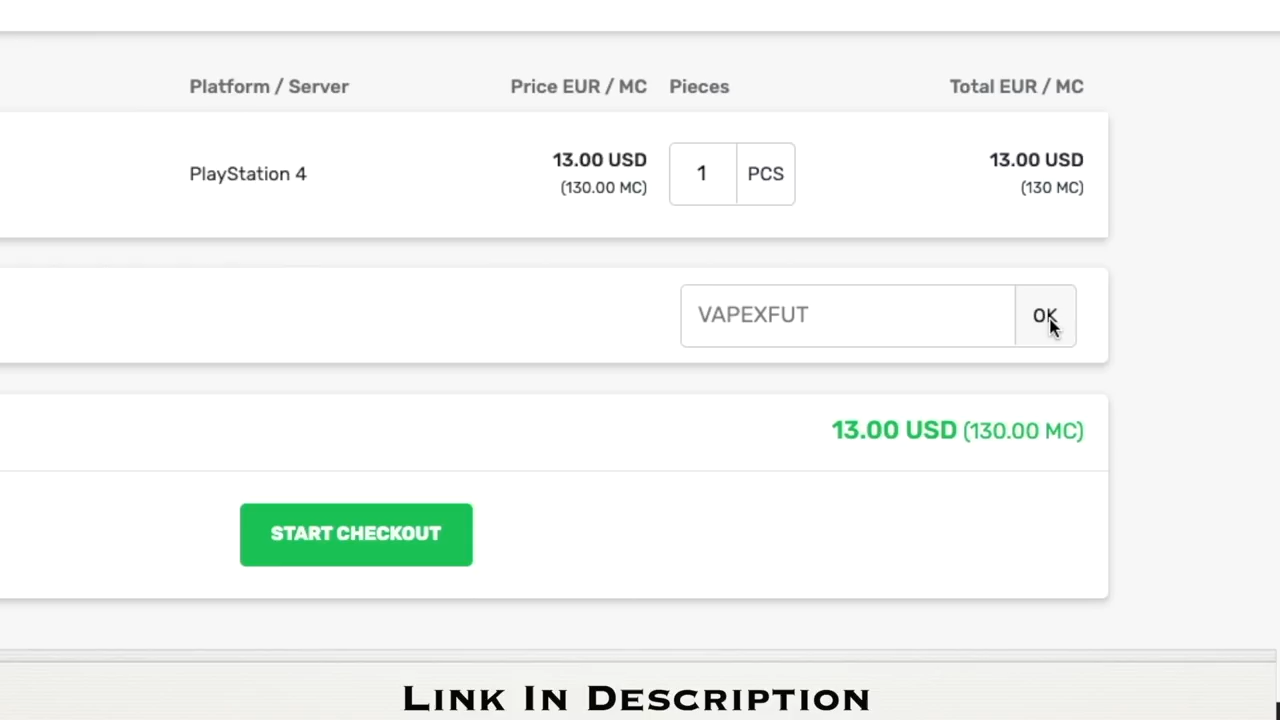 Platform / Server Price EUR / MC Pieces Total EUR / MC
13.00 USD 13.00 USD
PlayStation 4 1 PCS
(130.00 MC) (130 MC)
VAPEXFUT OK
13.00 USD (130.00 MC)
START CHECKOUT
LINK IN DESCRIPTION